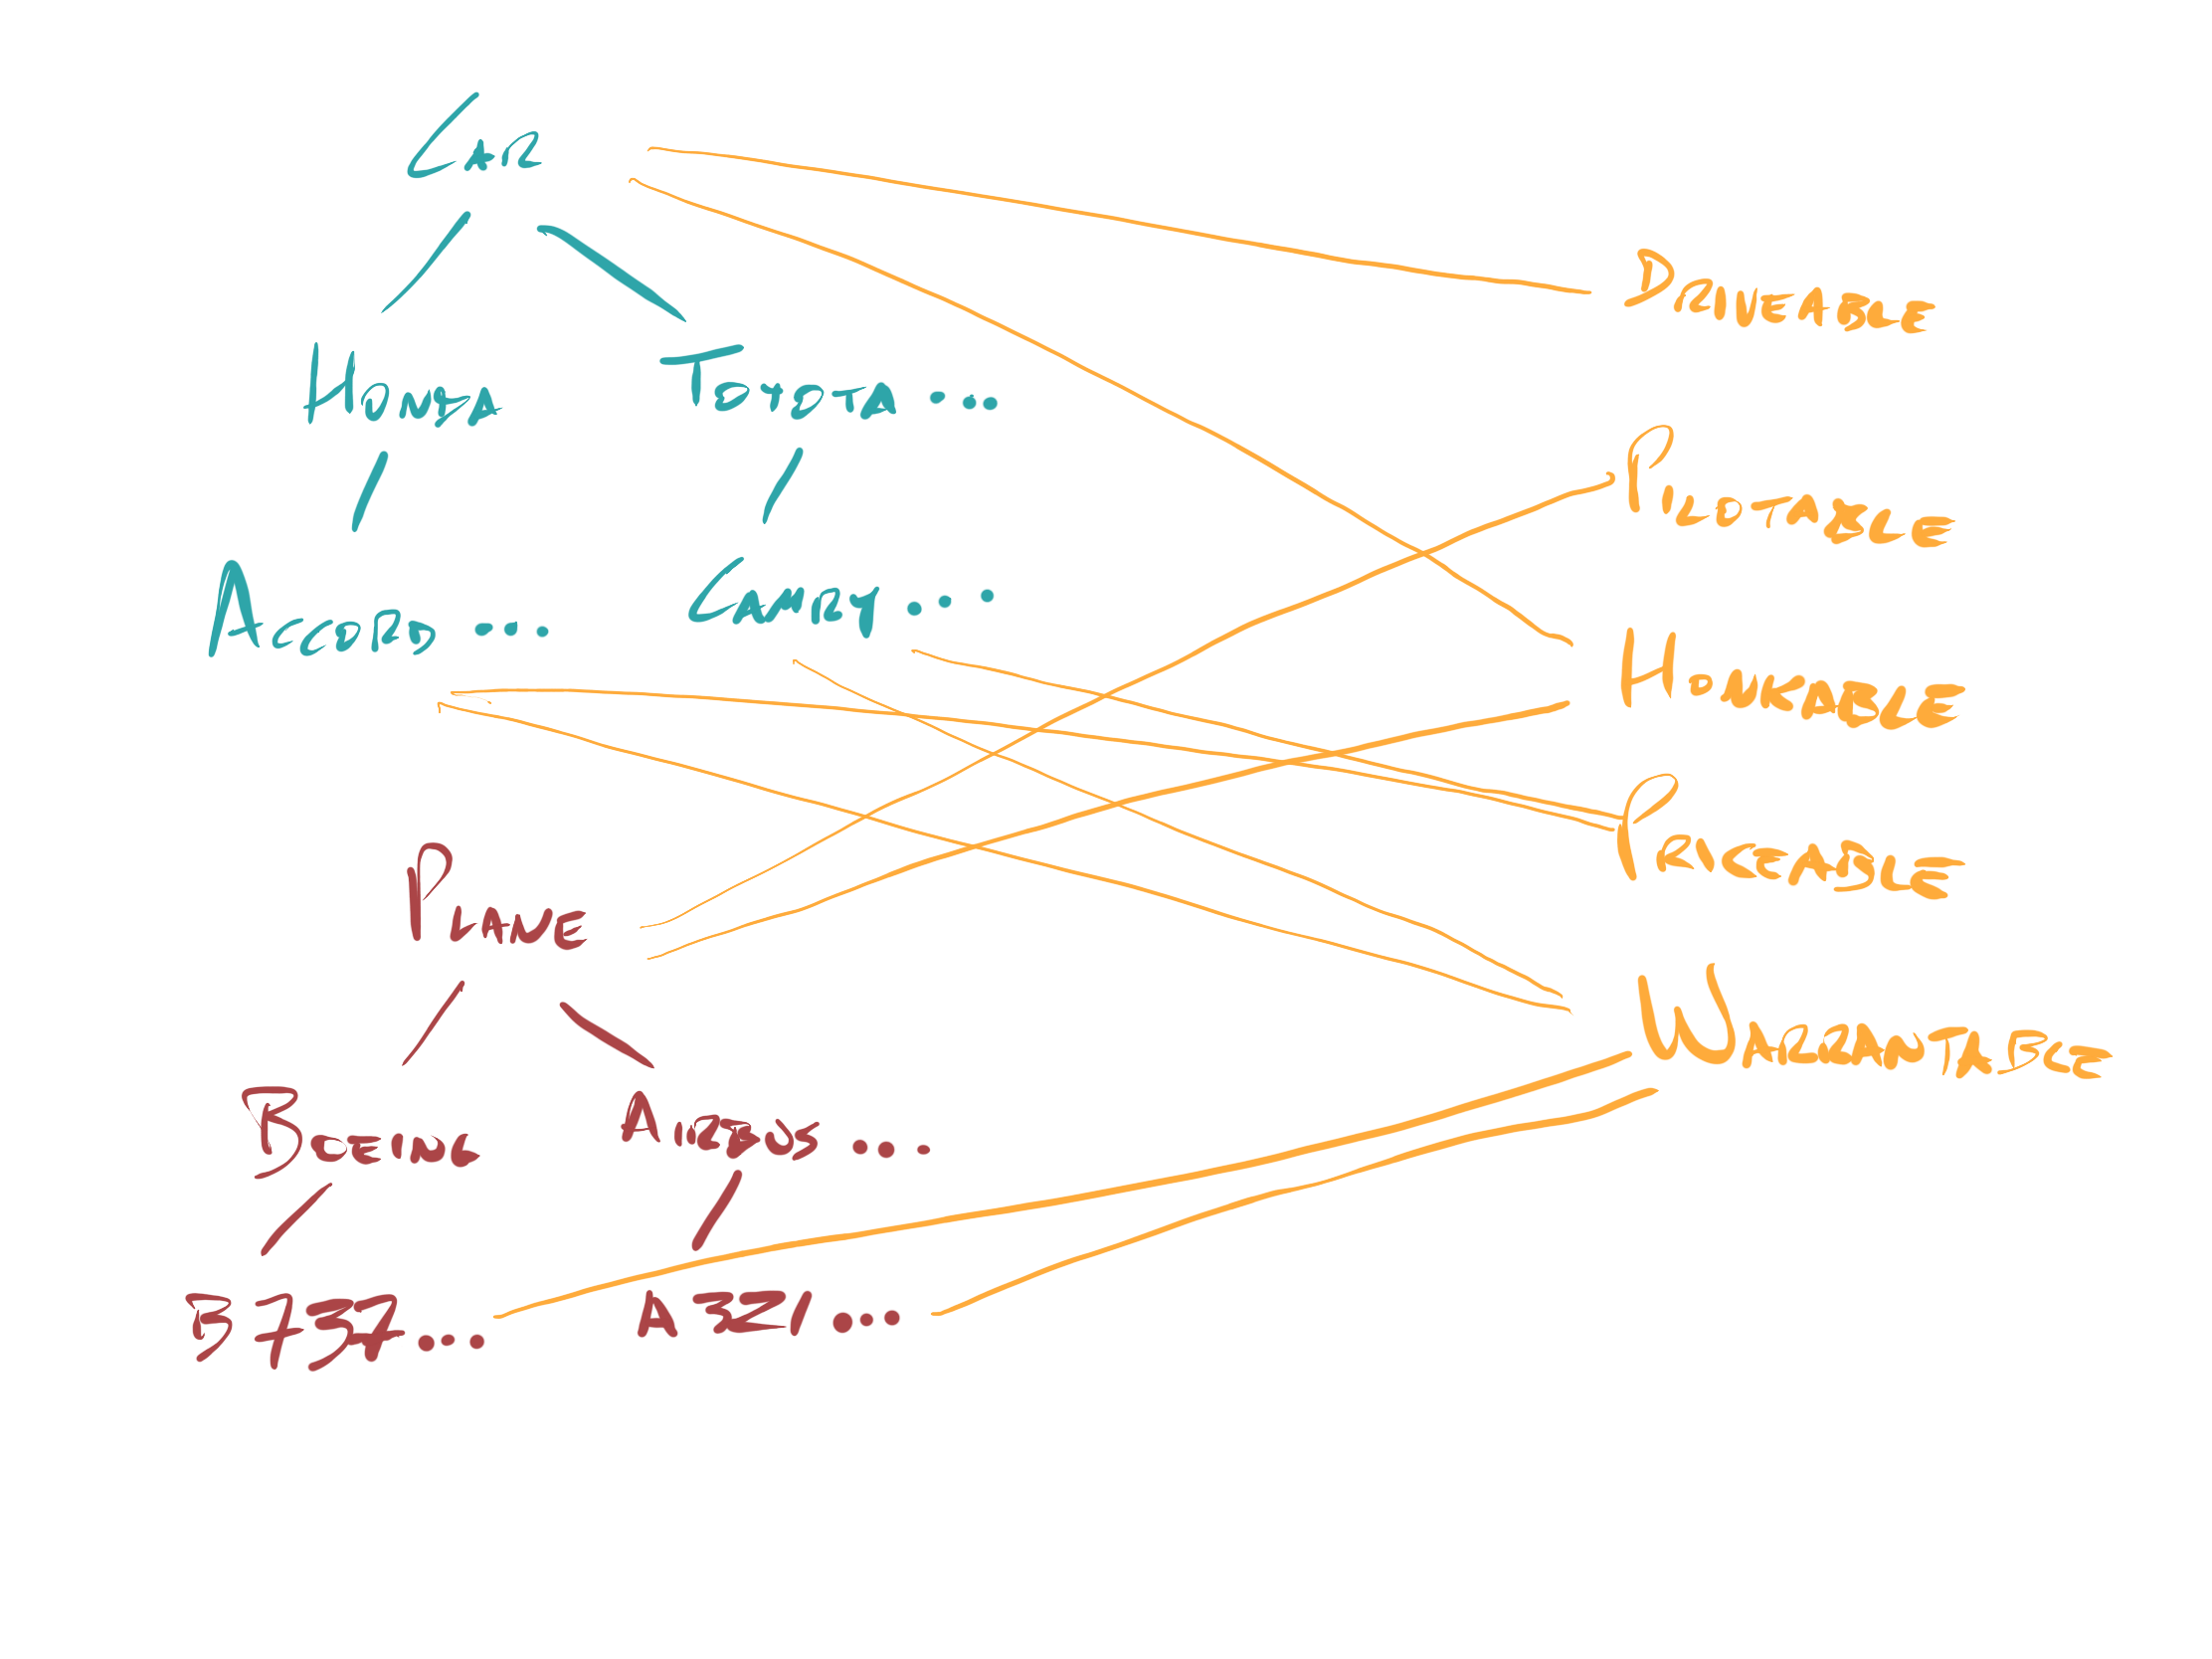 CAR
DRIVEABLE
HONDA
TOYOTA ...
PILOTABLE
ACCORD ...
CAMRY ...
HONKABLE
PRICEABLE
PLANE
WARRANTABLE
BOEING
AIRBUS ...
B737 ...
A321 ...